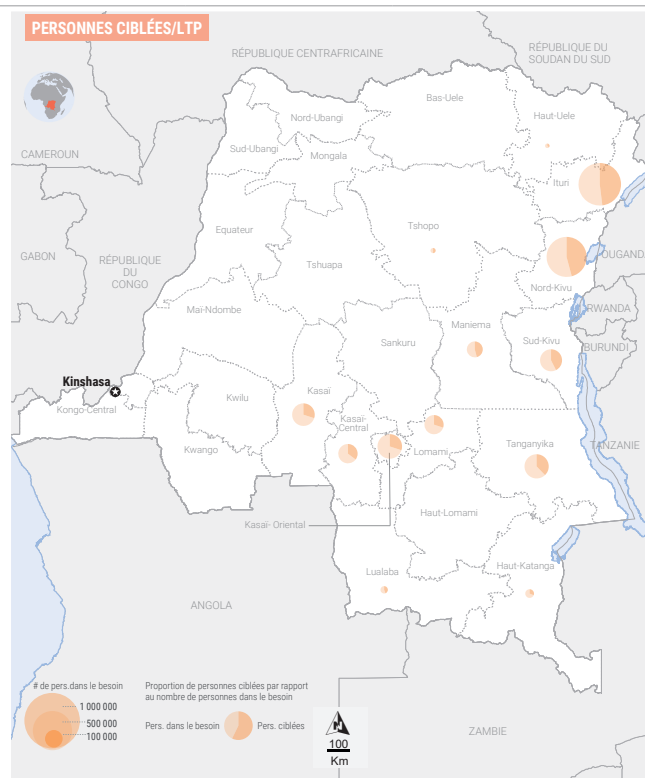 PERSONNES CIBLÉES/LTP
RÉPUBLIQUE CENTRAFRICAINE
RÉPUBLIQUE DU
SOUDAN DU SUD
Bas-Uele
Haut-Uele
Nord-Ubangi
Sud-Ubangi
Mongala
CAMEROUN
Ituri
Equateur
Tshopo
GABON
RÉPUBLIQUE
DU
CONGO
Tshuapa
OUGANDA
Nord-Kivu
Maï-Ndombe
RWANDA
Maniema
Sankuru
Sud-Kivu
BURUNDI
Kinshasa
Kongo-Central
Kwilu
Kasaï
Kasaï-
Central
Kwango
Lomami
Tanganyika
TANZANIE
Haut-Lomami
Kasaï- Oriental
Lualaba
Haut-Katanga
ANGOLA
# de pers.dans le besoin
1 000 000
500 000
100 000
Proportion de personnes ciblées par rapport
au nombre de personnes dans le besoin
Pers. dans le besoin
Pers. ciblées
N
100
Km
ZAMBIE